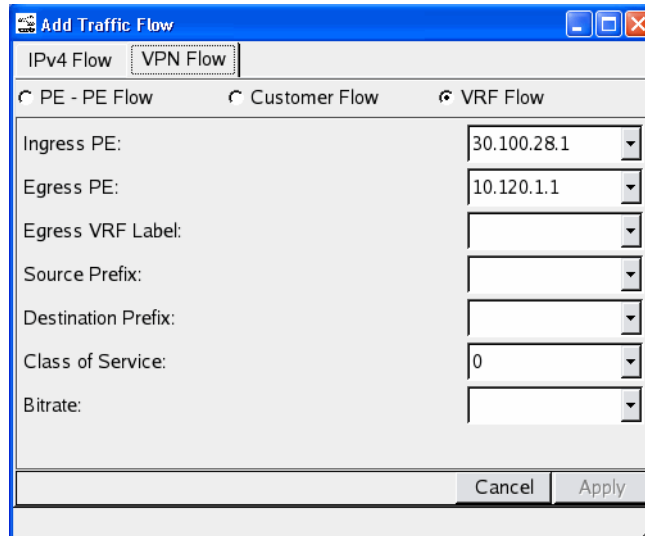 Add Traffic Flow
IPv4 Flow VPN Flow
PE - PE Flow Customer Flow VRF Flow
Ingress PE: 30.100.28.1
Egress PE: 10.120.1.1
Egress VRF Label:
Source Prefix:
Destination Prefix:
Class of Service: 0
Bitrate:
Cancel Apply